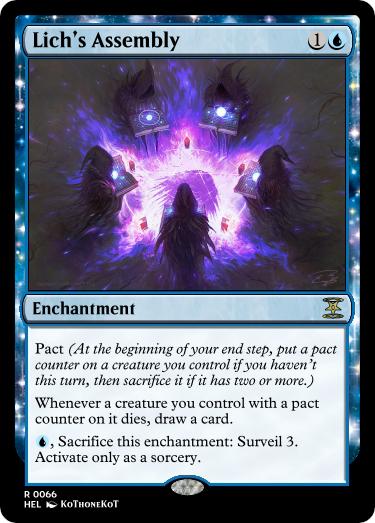 Lich's Assembly 1
Enchantment
Pact (At the beginning of your end step, put a pact
counter on a creature you control if you haven't
this turn, then sacrifice it if it has two or more.)
Whenever a creature you control with a pact
counter on it dies, draw a card.
, Sacrifice this enchantment: Surveil 3.
Activate only as a sorcery.
R 0066
HEL KoThoneKoT